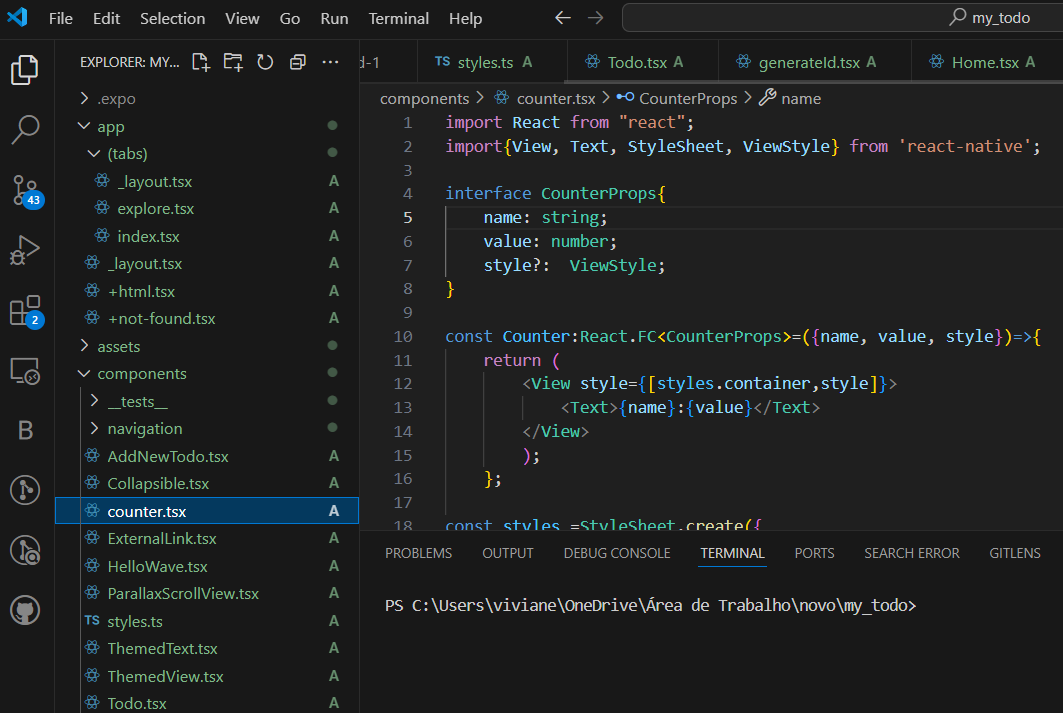 File Edit Selection View Go Run Terminal Help my_todo
EXPLORER: MY...
.expo
app
(tabs)
_layout.tsx A
explore.tsx A
index.tsx A
_layout.tsx A
+html.tsx A
+not-found.tsx A
assets
components
__tests__
navigation
AddNewTodo.tsx A
Collapsible.tsx A
counter.tsx A
ExternalLink.tsx A
HelloWave.tsx A
ParallaxScrollView.tsx A
TS styles.ts A
ThemedText.tsx A
ThemedView.tsx A
Todo.tsx A
43
2
B
d-1 TS styles.ts A Todo.tsx A generateId.tsx A Home.tsx A
components > counter.tsx > CounterProps > name
1 import React from "react";
2 import{View, Text, StyleSheet, ViewStyle} from 'react-native';
3
4 interface CounterProps{
5 name: string;
6 value: number;
7 style?:  ViewStyle;
8 }
9
10 const Counter:React.FC<CounterProps>=({name, value, style})=>{
11 return (
12 <View style={[styles.container,style]}>
13 <Text>{name}:{value}</Text>
14 </View>
15 );
16 };
17
18 const styles =StyleSheet.create({
PROBLEMS OUTPUT DEBUG CONSOLE TERMINAL PORTS SEARCH ERROR GITLENS
PS C:\Users\viviane\OneDrive\Área de Trabalho\novo\my_todo>